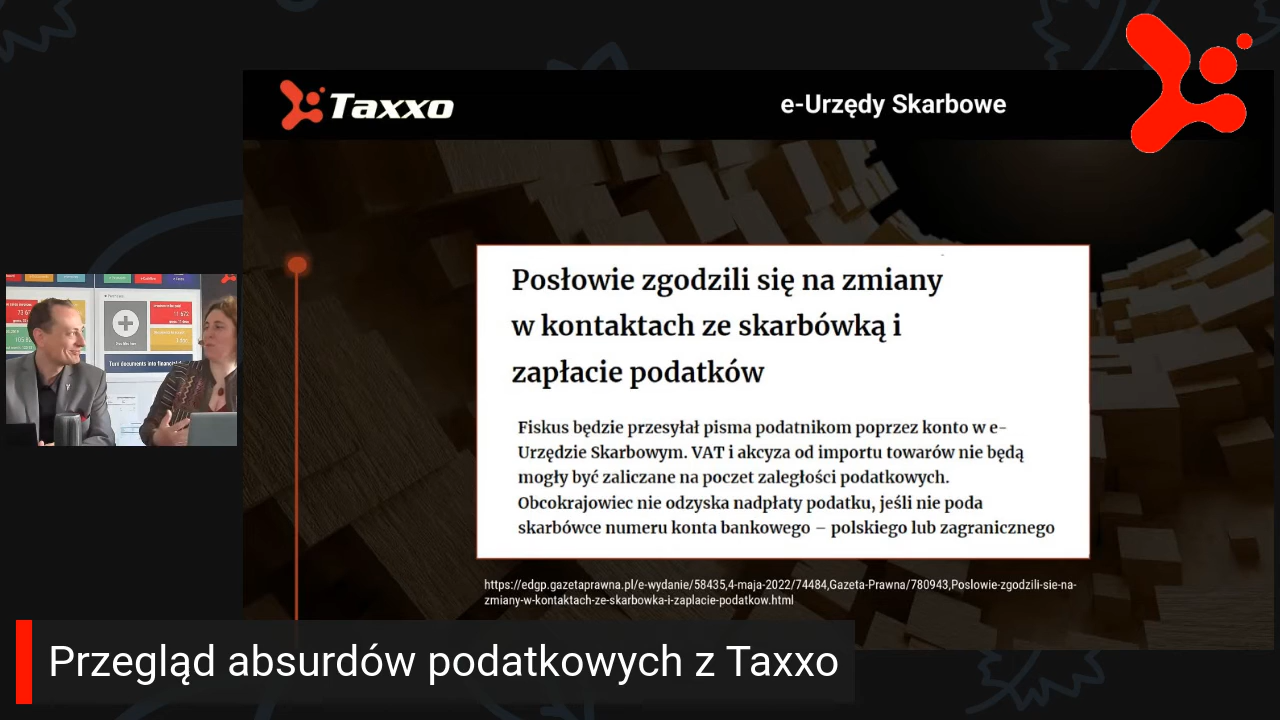 Taxxo
e-Urzędy Skarbowe
Posłowie zgodzili się na zmiany
w kontaktach ze skarbówką i
zapłacie podatków
Fiskus będzie przesyłał pisma podatnikom poprzez konto w e-
Urzędzie Skarbowym. VAT i akcyza od importu towarów nie będą
mogły być zaliczane na poczet zaległości podatkowych.
Obcokrajowiec nie odzyska nadpłaty podatku, jeśli nie poda
skarbówce numeru konta bankowego – polskiego lub zagranicznego
https://edgp.gazetaprawna.pl/e-wydanie/58435,4-maja-2022/74484,Gazeta-Prawna/780943,Poslowie-zgodzili-sie-na-
zmiany-w-kontaktach-ze-skarbowka-i-zaplacie-podatkow.html
Turn documents into financial
Przegląd absurdów podatkowych z Taxxo